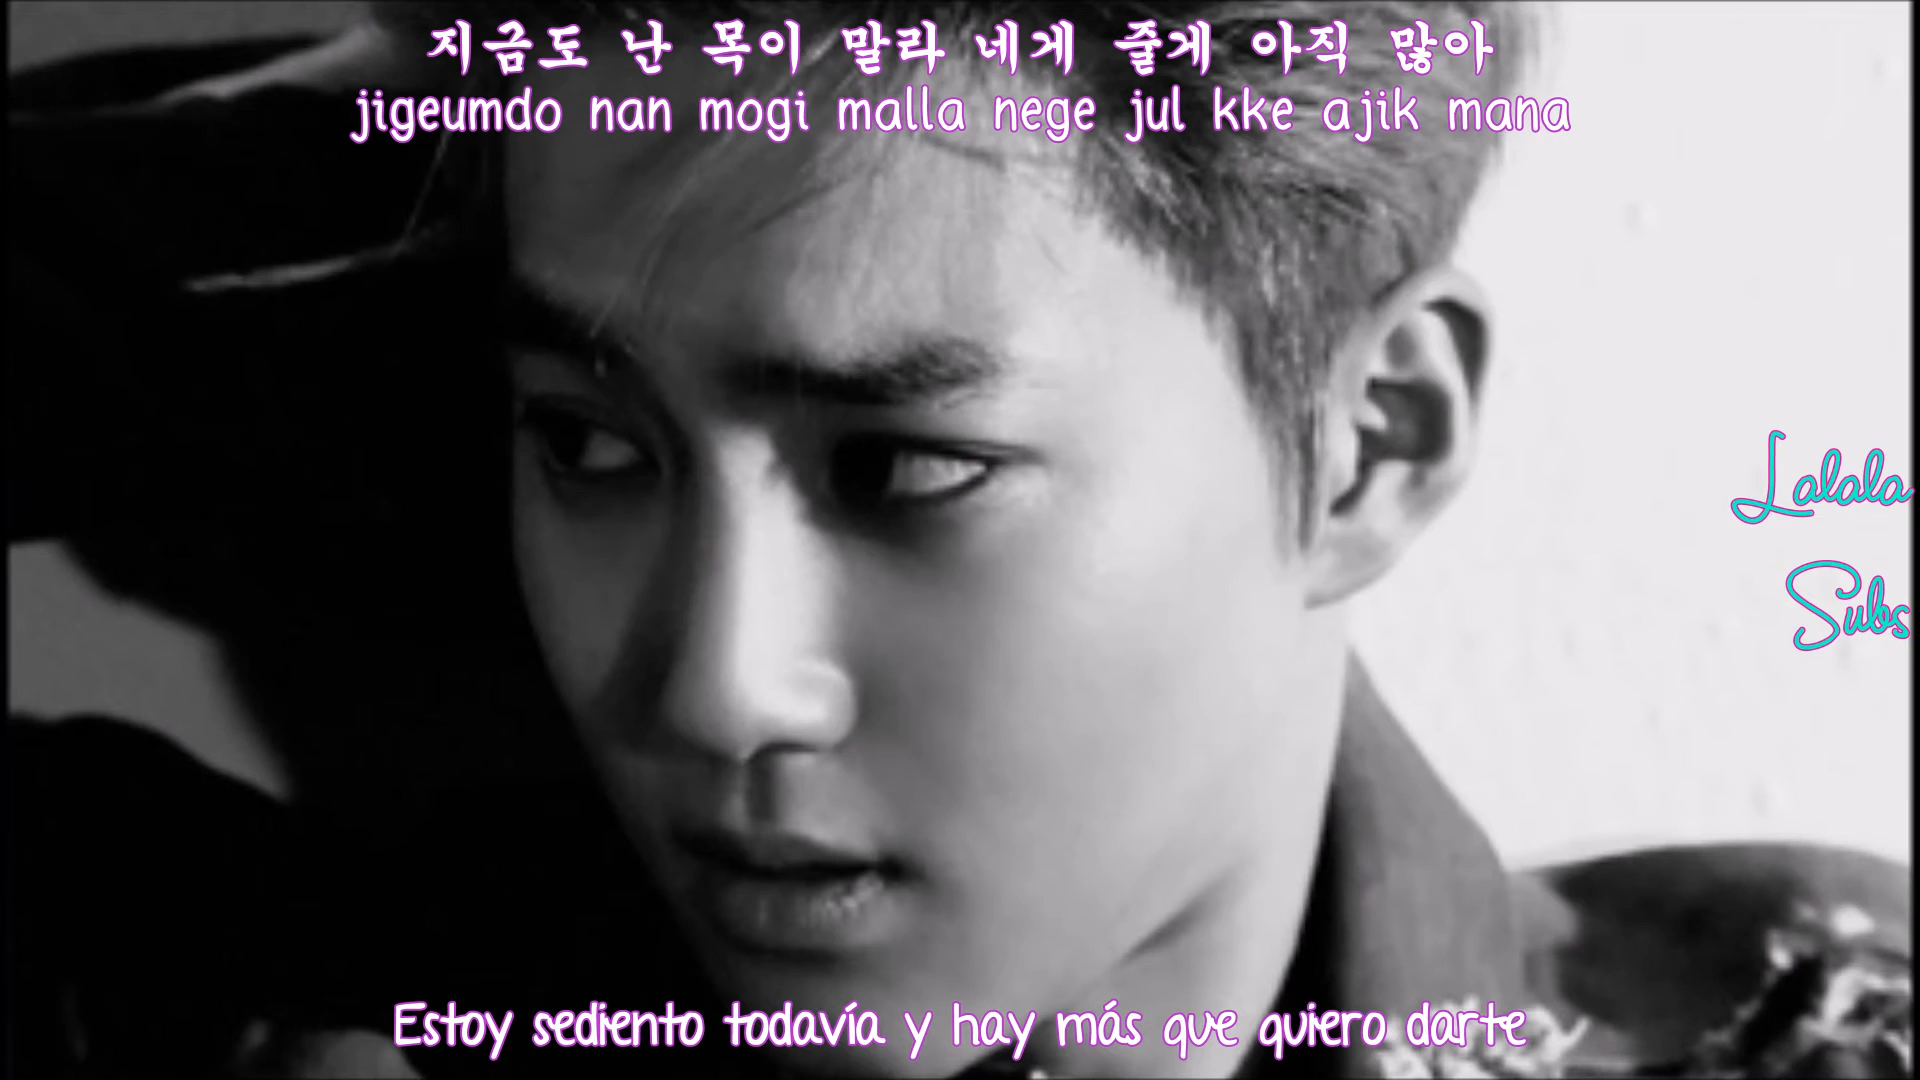 지금도 난 목이 말라 네게 줄게 아직 많아
jigeumdo nan mogi malla nege jul kke ajik mana
Lalala
Subs
Estoy sediento todavía y hay más que quiero darte